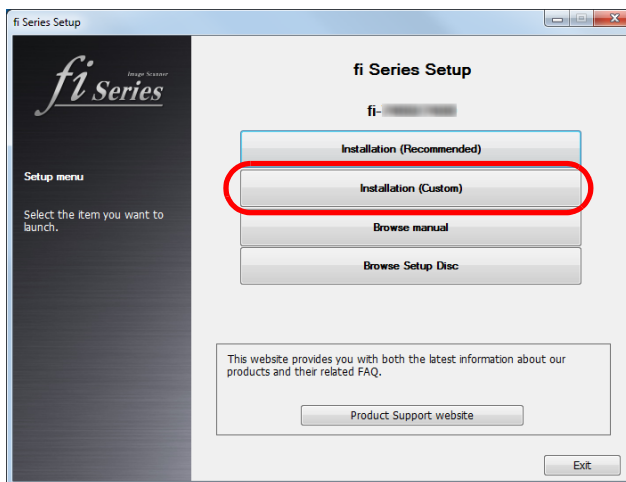 fi Series Setup
Image Scanner
fi Series
Setup menu
Select the item you want to
launch.
fi Series Setup
fi-
Installation (Recommended)
Installation (Custom)
Browse manual
Browse Setup Disc
This website provides you with both the latest information about our
products and their related FAQ.
Product Support website
Exit